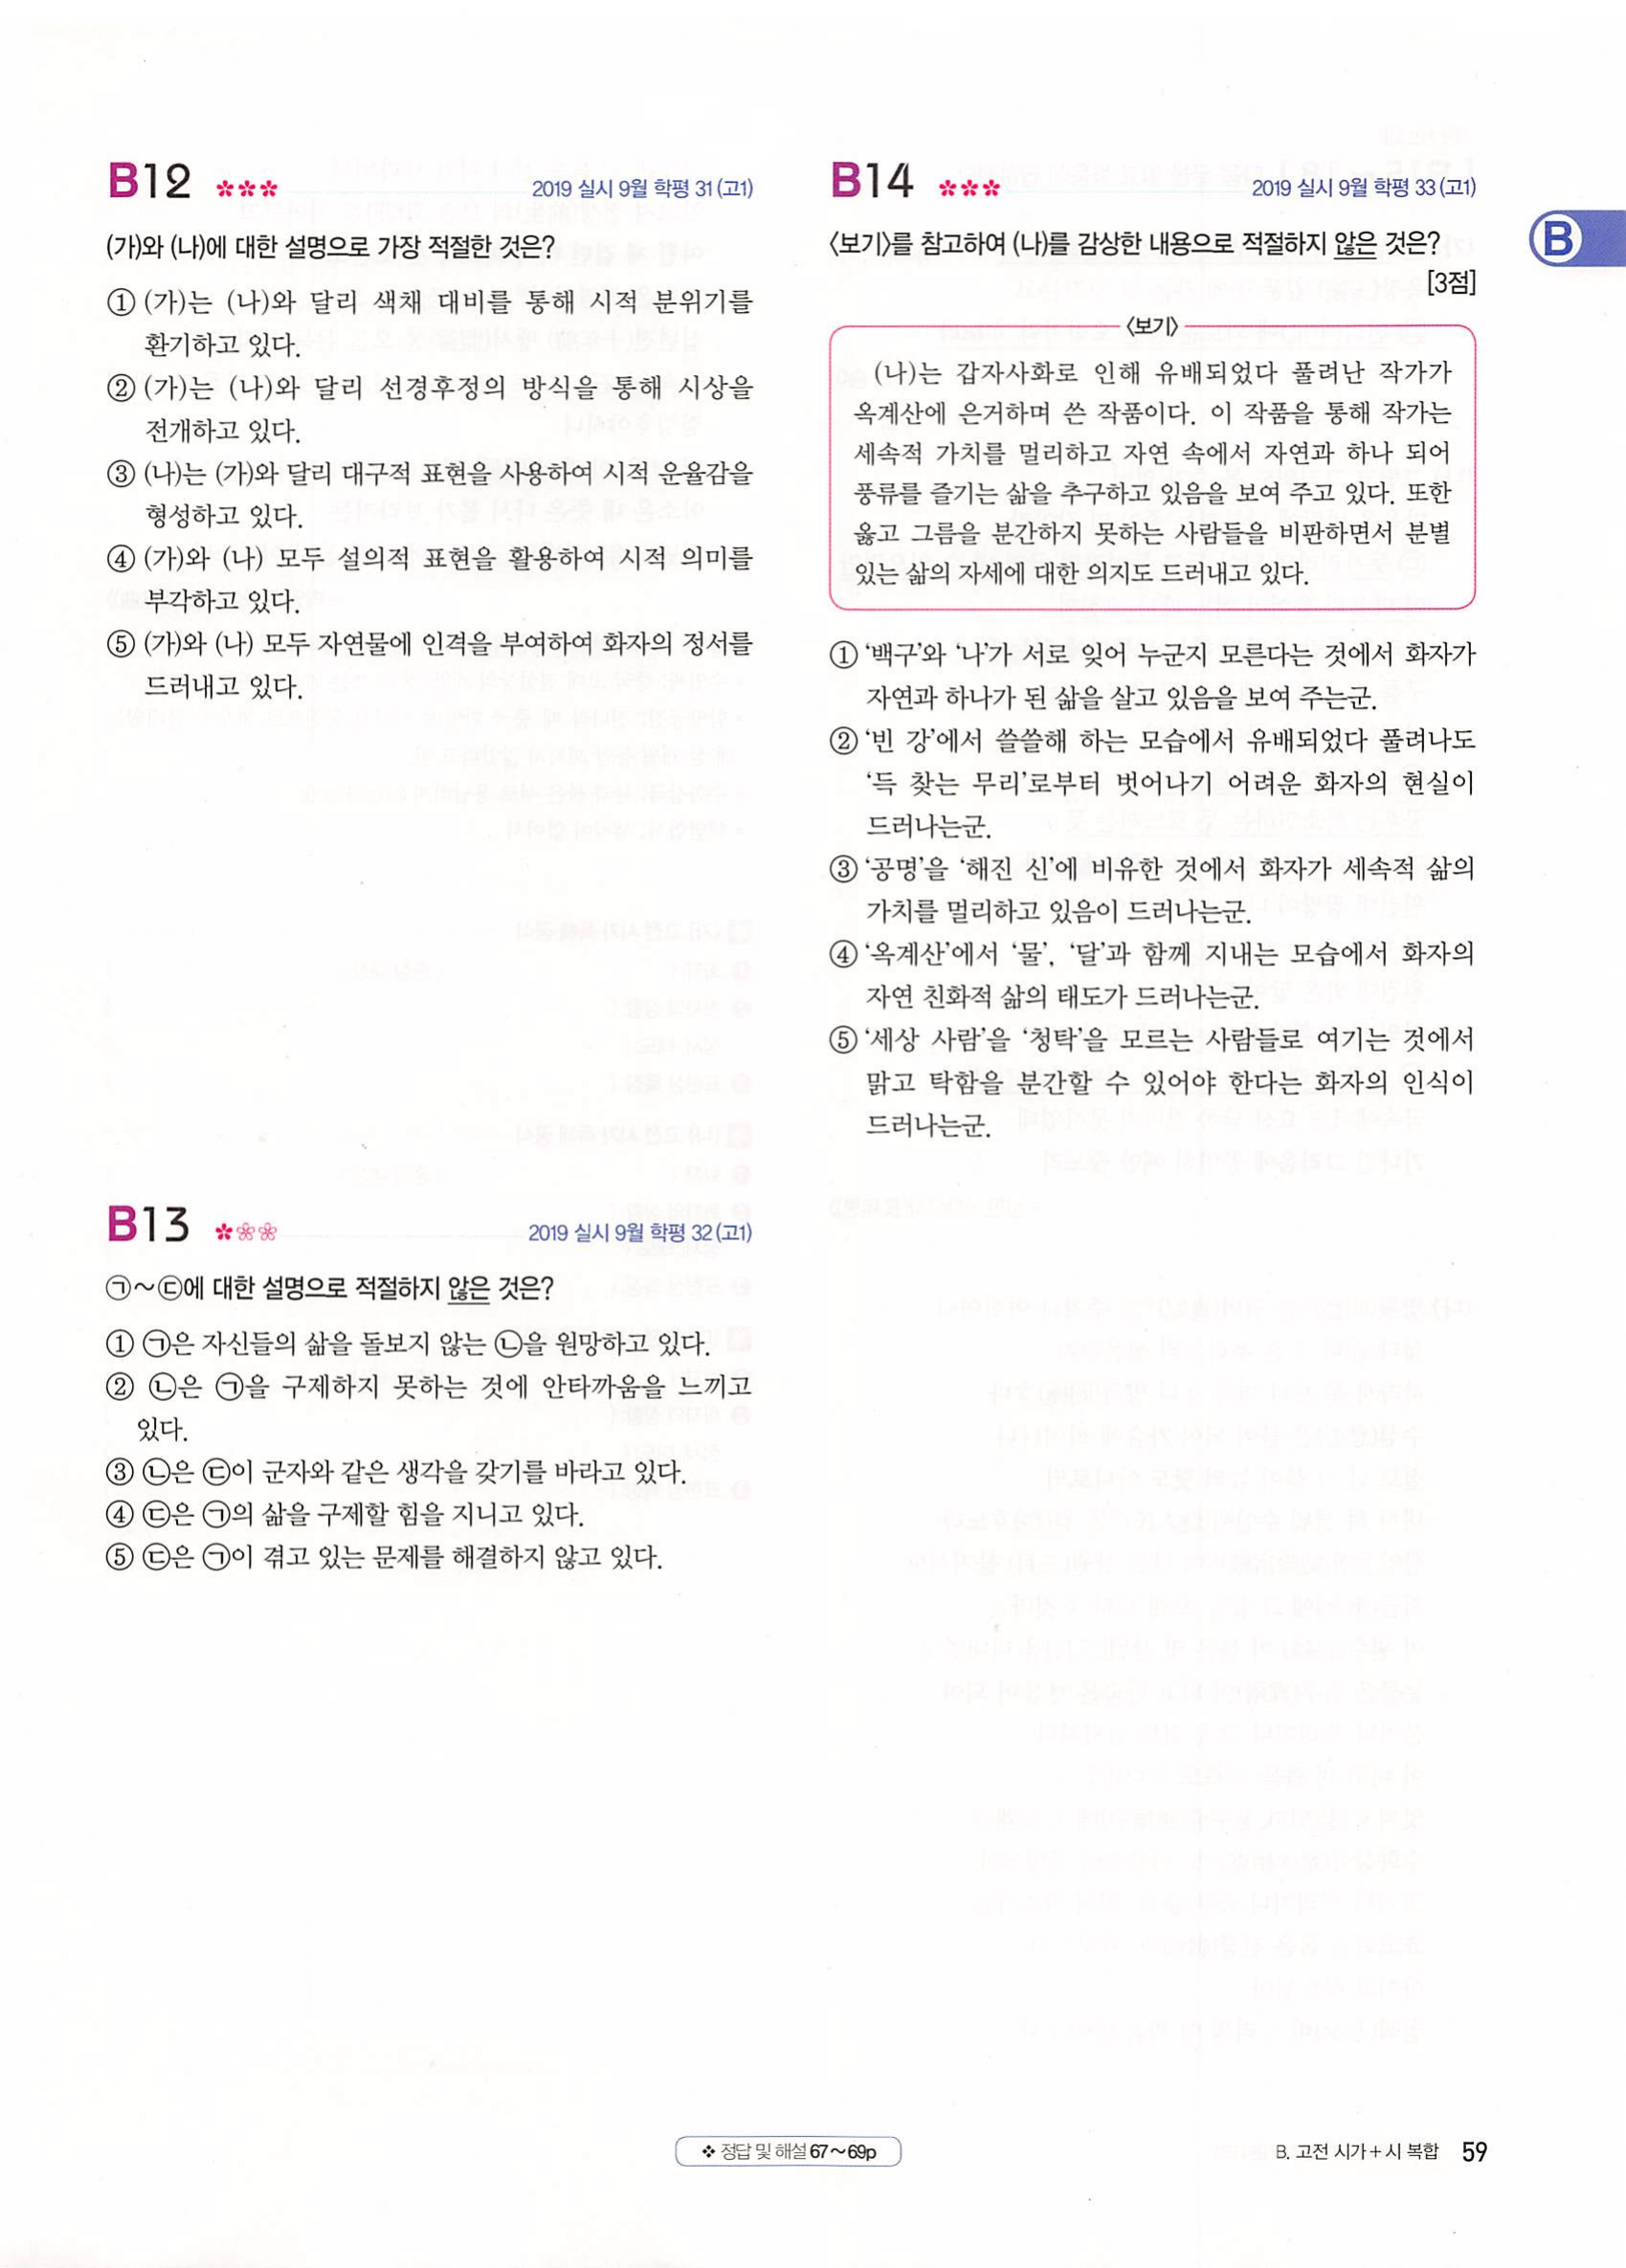 B12 ✽✽✽ 2019 실시 9월 학평 31(고1)
(가)와 (나)에 대한 설명으로 가장 적절한 것은?
① (가)는 (나)와 달리 색채 대비를 통해 시적 분위기를
환기하고 있다.
② (가)는 (나)와 달리 선경후정의 방식을 통해 시상을
전개하고 있다.
③ (나)는 (가)와 달리 대구적 표현을 사용하여 시적 운율감을
형성하고 있다.
④ (가)와 (나) 모두 설의적 표현을 활용하여 시적 의미를
부각하고 있다.
⑤ (가)와 (나) 모두 자연물에 인격을 부여하여 화자의 정서를
드러내고 있다.
B13 ✽❀❀ 2019 실시 9월 학평 32(고1)
㉠~㉢에 대한 설명으로 적절하지 않은 것은?
① ㉠은 자신들의 삶을 돌보지 않는 ㉡을 원망하고 있다.
② ㉡은 ㉠을 구제하지 못하는 것에 안타까움을 느끼고
있다.
③ ㉡은 ㉢이 군자와 같은 생각을 갖기를 바라고 있다.
④ ㉢은 ㉠의 삶을 구제할 힘을 지니고 있다.
⑤ ㉢은 ㉠이 겪고 있는 문제를 해결하지 않고 있다.
B14 ✽✽✽ 2019 실시 9월 학평 33(고1)
〈보기〉를 참고하여 (나)를 감상한 내용으로 적절하지 않은 것은?
[3점]
〈보기〉
(나)는 갑자사화로 인해 유배되었다 풀려난 작가가
옥계산에 은거하며 쓴 작품이다. 이 작품을 통해 작가는
세속적 가치를 멀리하고 자연 속에서 자연과 하나 되어
풍류를 즐기는 삶을 추구하고 있음을 보여 주고 있다. 또한
옳고 그름을 분간하지 못하는 사람들을 비판하면서 분별
있는 삶의 자세에 대한 의지도 드러내고 있다.
① ‘백구’와 ‘나’가 서로 잊어 누군지 모른다는 것에서 화자가
자연과 하나가 된 삶을 살고 있음을 보여 주는군.
② ‘빈 강’에서 쓸쓸해 하는 모습에서 유배되었다 풀려나도
‘득 찾는 무리’로부터 벗어나기 어려운 화자의 현실이
드러나는군.
③ ‘공명’을 ‘해진 신’에 비유한 것에서 화자가 세속적 삶의
가치를 멀리하고 있음이 드러나는군.
④ ‘옥계산’에서 ‘물’, ‘달’과 함께 지내는 모습에서 화자의
자연 친화적 삶의 태도가 드러나는군.
⑤ ‘세상 사람’을 ‘청탁’을 모르는 사람들로 여기는 것에서
맑고 탁함을 분간할 수 있어야 한다는 화자의 인식이
드러나는군.
B
❖ 정답 및 해설 67~69p
B. 고전 시가+시 복합 59